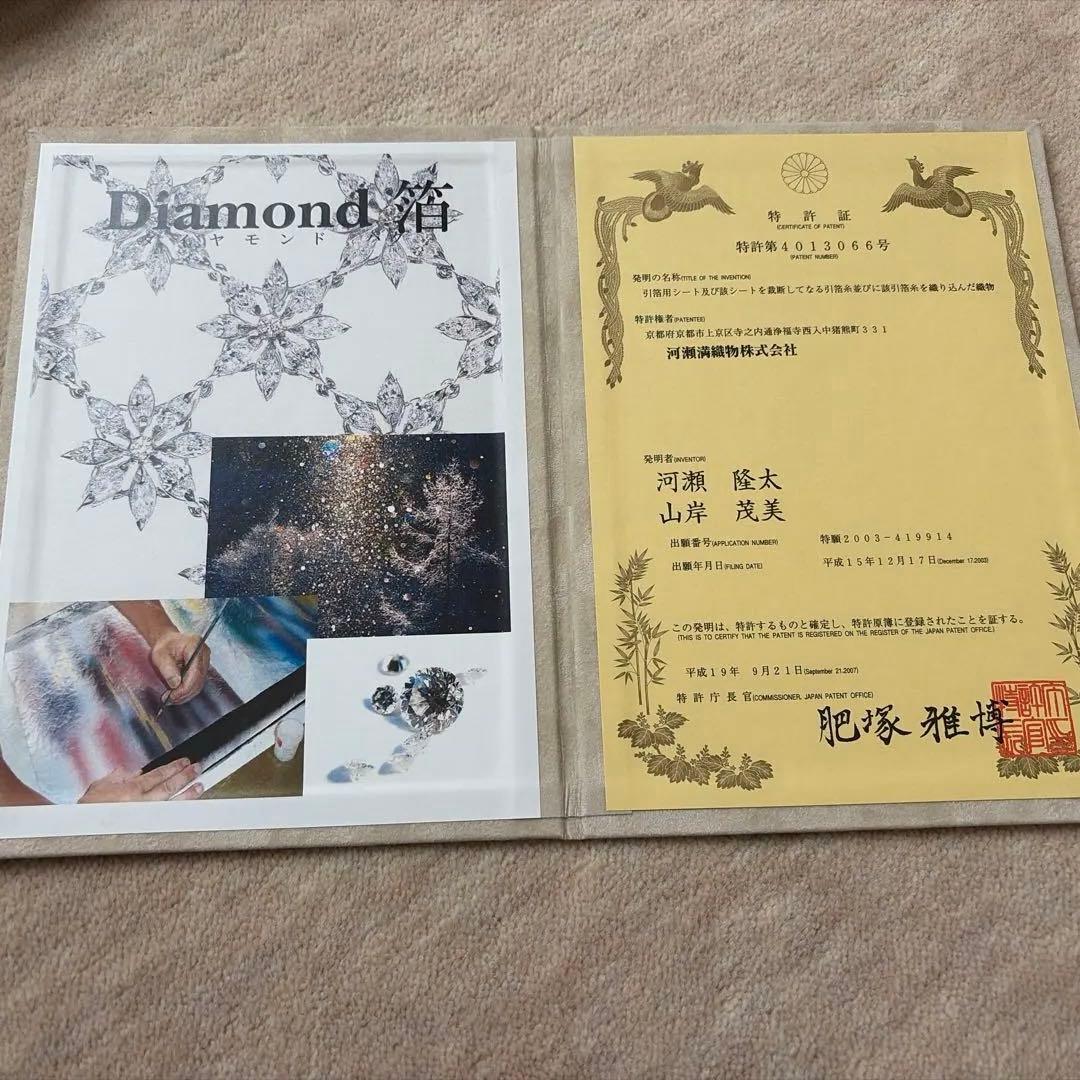 Diamond 箔
ヤモンド
特許証
(CERTIFICATE OF PATENT)
特許第4013066号
(PATENT NUMBER)
発明の名称(TITLE OF THE INVENTION)
引箔用シート及び該シートを裁断してなる引箔糸並びに該引箔糸を織り込んだ織物
特許権者(PATENTEE)
京都府京都市上京区寺之内通浄福寺西入中猪熊町331
河瀬満織物株式会社
発明者(INVENTOR)
河瀬 隆太
山岸 茂美
出願番号(APPLICATION NUMBER) 特願2003-419914
出願年月日(FILING DATE) 平成15年12月17日(December 17.2003)
この発明は、特許するものと確定し、特許原簿に登録されたことを証する。
(THIS IS TO CERTIFY THAT THE PATENT IS REGISTERED ON THE REGISTER OF THE JAPAN PATENT OFFICE.)
平成19年 9月21日(September 21.2007)
特許庁長官(COMMISSIONER, JAPAN PATENT OFFICE)
肥塚雅博